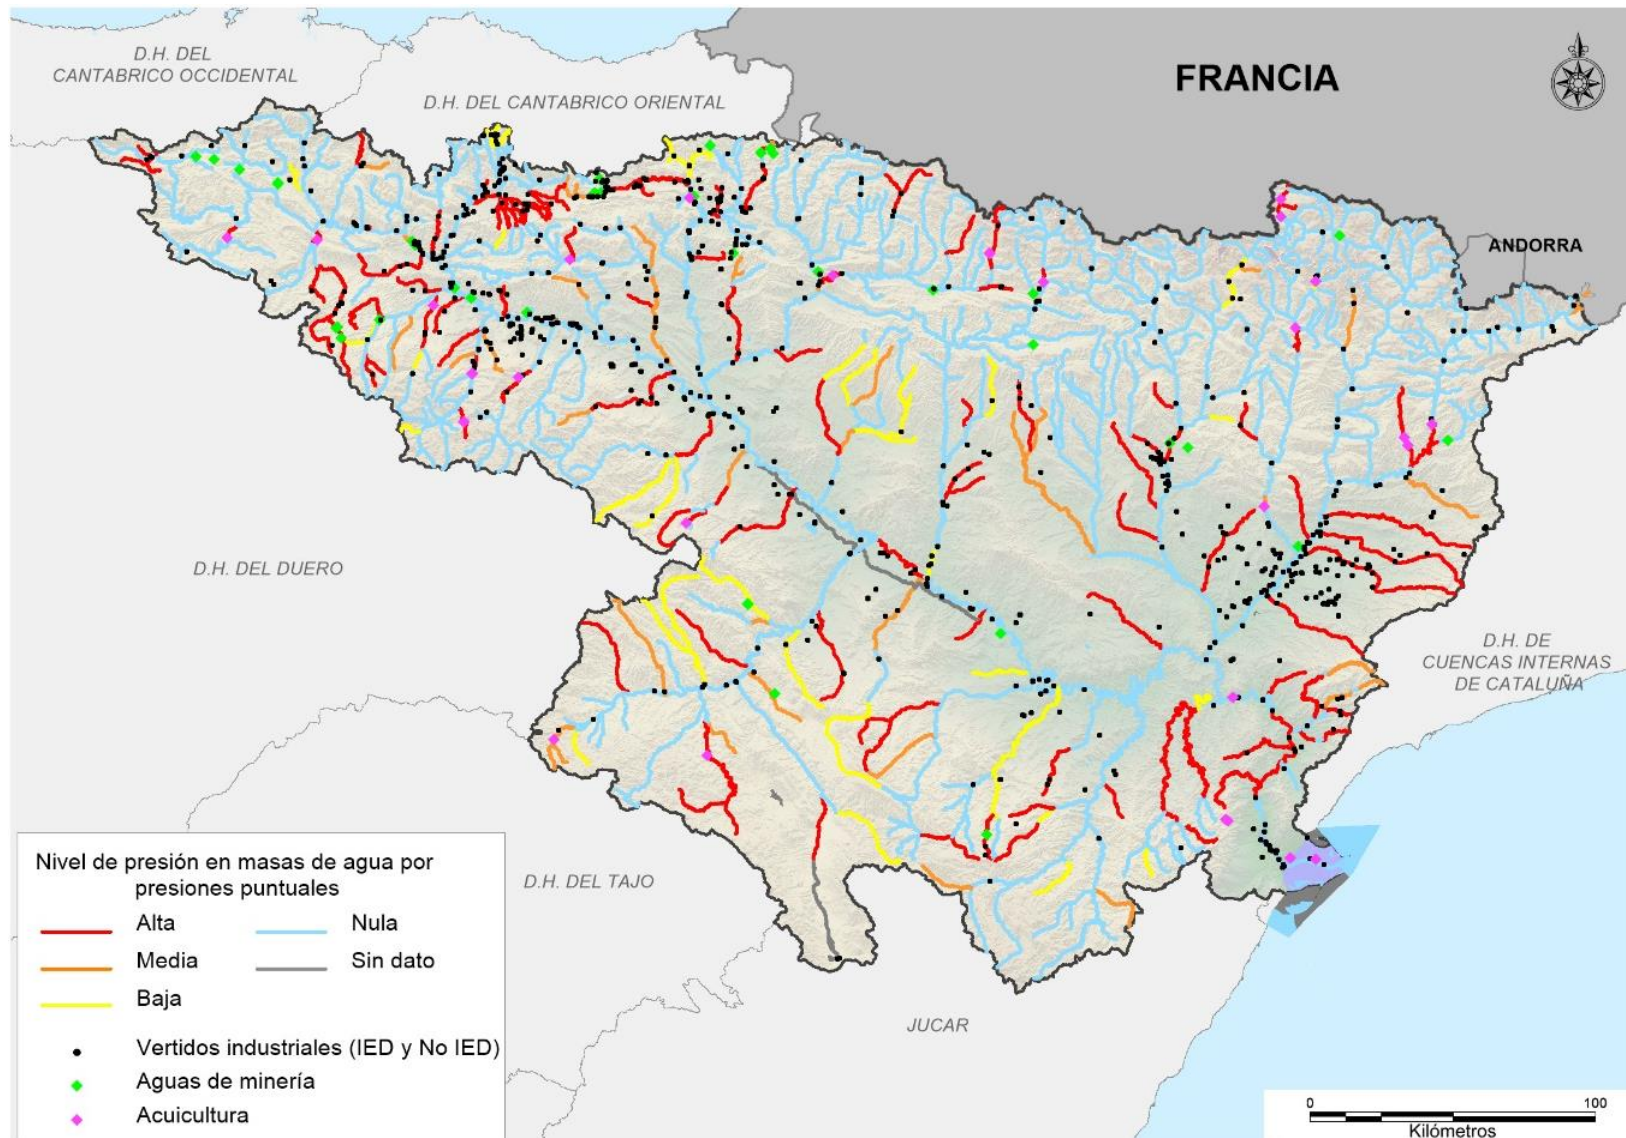 D.H. DEL
CANTABRICO OCCIDENTAL
D.H. DEL CANTABRICO ORIENTAL
FRANCIA
ANDORRA
D.H. DEL DUERO
D.H. DE
CUENCAS INTERNAS
DE CATALUÑA
D.H. DEL TAJO
JUCAR
Nivel de presión en masas de agua por
presiones puntuales
Alta
Nula
Media
Sin dato
Baja
Vertidos industriales (IED y No IED)
Aguas de minería
Acuicultura
0 100
Kilómetros